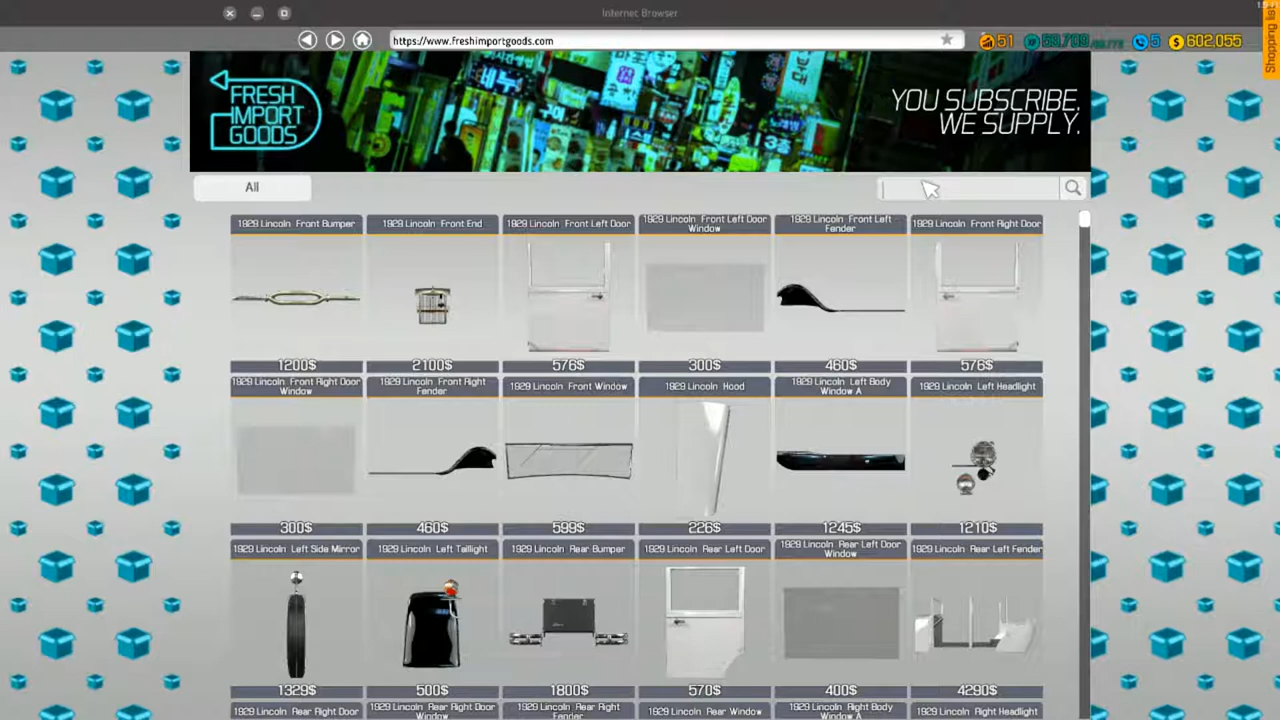 Internet Browser
https://www.freshimportgoods.com
51
5
602,055
Shopping list
FRESH
IMPORT
GOODS
YOU SUBSCRIBE.
WE SUPPLY.
All
1929 Lincoln Front Bumper
1929 Lincoln Front End
1929 Lincoln Front Left Door
1929 Lincoln Front Left Door
Window
1929 Lincoln Front Left
Fender
1929 Lincoln Front Right Door
1200$
2100$
576$
300$
460$
576$
1929 Lincoln Front Right Door
Window
1929 Lincoln Front Right
Fender
1929 Lincoln Front Window
1929 Lincoln Hood
1929 Lincoln Left Body
Window A
1929 Lincoln Left Headlight
300$
460$
599$
226$
1245$
1210$
1929 Lincoln Left Side Mirror
1929 Lincoln Left Taillight
1929 Lincoln Rear Bumper
1929 Lincoln Rear Left Door
1929 Lincoln Rear Left Door
Window
1929 Lincoln Rear Left Fender
1329$
500$
1800$
570$
400$
4290$
1929 Lincoln Rear Right Door
1929 Lincoln Rear Right Door
Window
1929 Lincoln Rear Right
Fender
1929 Lincoln Rear Window
1929 Lincoln Right Body
Window A
1929 Lincoln Right Headlight